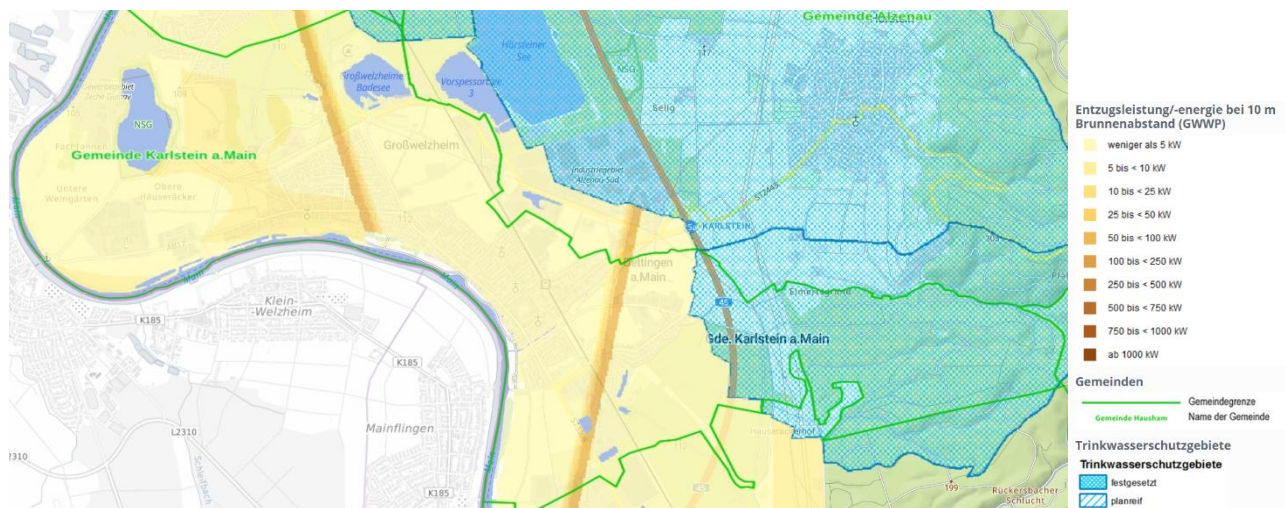 Gemeinde Alzenau
Hörsteiner
See
NSG
Großwelzheimer
Badesee
Vorspessartsee
3
NSG
Selig
Großwelzheim
Gemeinde Karlstein a.Main
Industriegebiet
Alzenau Süd
Untere
Weingärten
Obere
Häuseräcker
ST2443
KARLSTEIN
Dettingen
a.Main
Main
Klein-
Welzheim
K185
45
Gde. Karlstein a.Main
K185
Mainflingen
L2310
2310
K185
Main
45
199
Rückersbacher
Schlucht
Entzugsleistung/-energie bei 10 m
Brunnenabstand (GWWP)
weniger als 5 kW
5 bis < 10 kW
10 bis < 25 kW
25 bis < 50 kW
50 bis < 100 kW
100 bis < 250 kW
250 bis < 500 kW
500 bis < 750 kW
750 bis < 1000 kW
ab 1000 kW
Gemeinden
Gemeindegrenze
Gemeinde Hausham Name der Gemeinde
Trinkwasserschutzgebiete
Trinkwasserschutzgebiete
festgesetzt
planreif